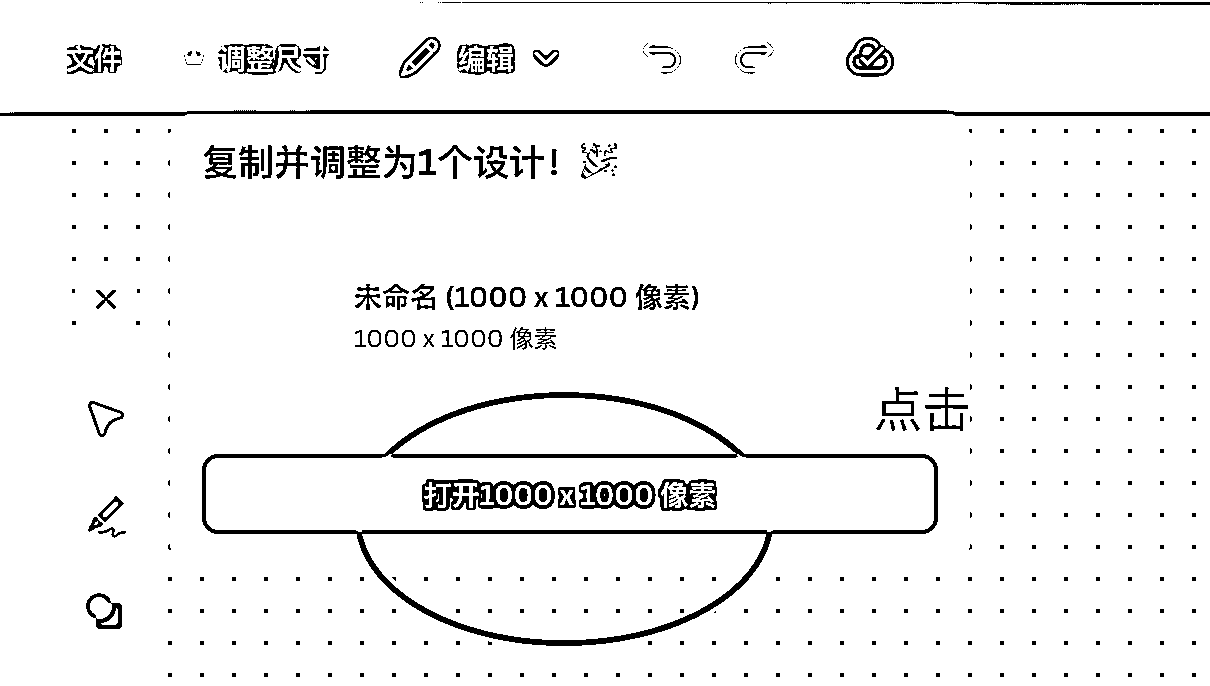 文件 调整尺寸 编辑
复制并调整为1个设计!
未命名 (1000 x 1000 像素)
1000 x 1000 像素
点击
打开1000 x 1000 像素